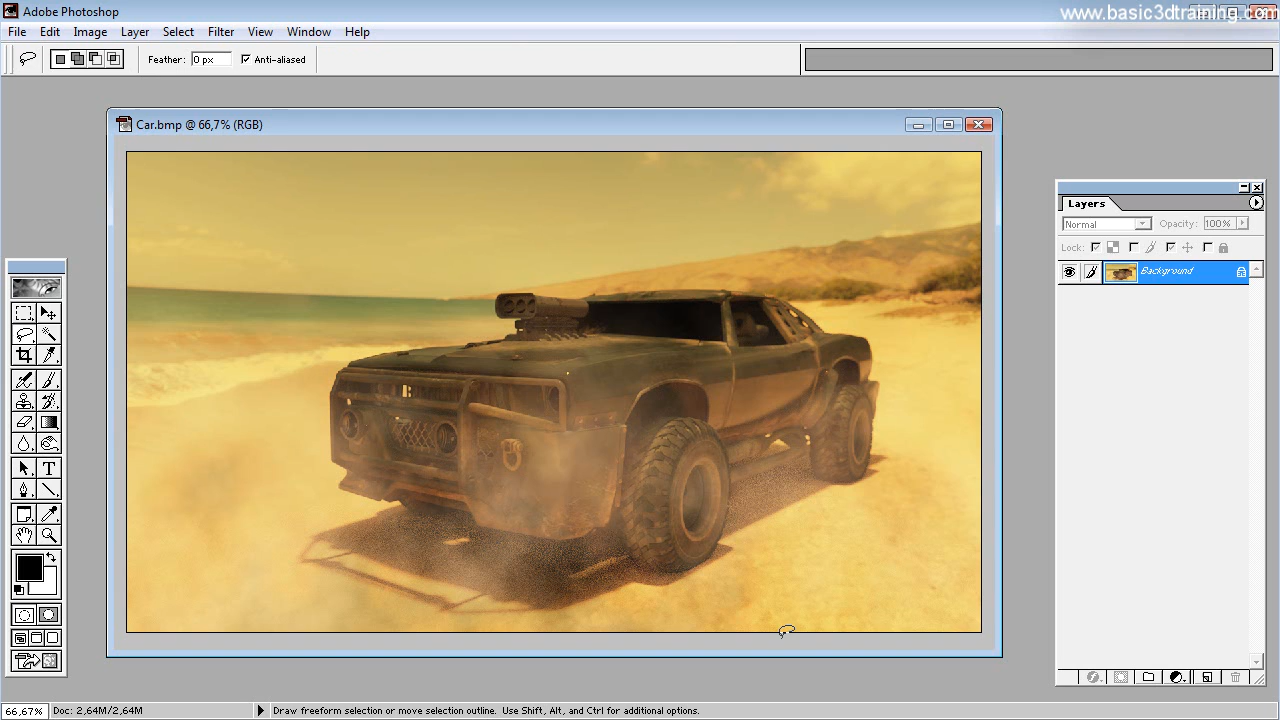 Adobe Photoshop
www.basic3dtraining.com
File Edit Image Layer Select Filter View Window Help
Feather: 0 px Anti-aliased
Car.bmp @ 66,7% (RGB)
Layers
Normal Opacity: 100%
Lock:
Background
T
66,67% Doc: 2,64M/2,64M Draw freeform selection or move selection outline. Use Shift, Alt, and Ctrl for additional options.